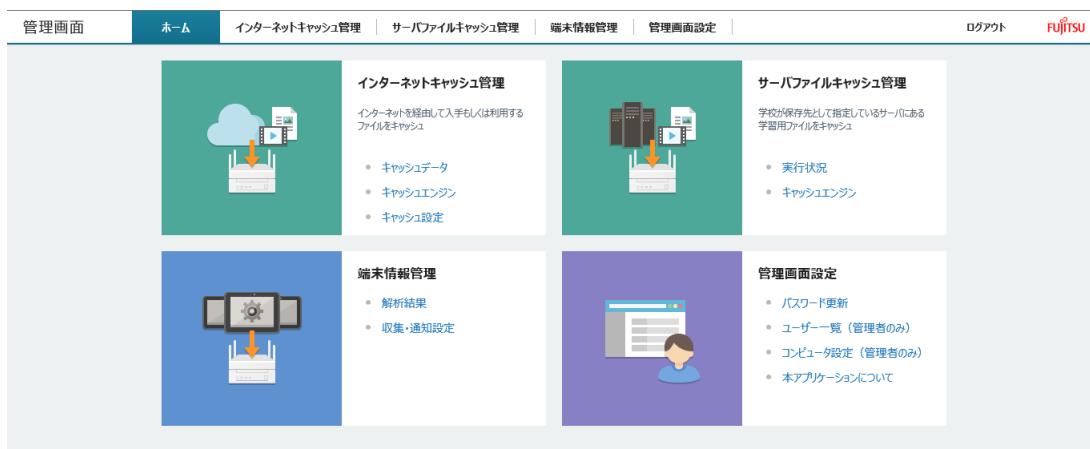 管理画面
ホーム
インターネットキャッシュ管理
サーバファイルキャッシュ管理
端末情報管理
管理画面設定
ログアウト
FUJITSU
インターネットキャッシュ管理
インターネットを経由して入手もしくは利用する
ファイルをキャッシュ
キャッシュデータ
キャッシュエンジン
キャッシュ設定
サーバファイルキャッシュ管理
学校が保存先として指定しているサーバにある
学習用ファイルをキャッシュ
実行状況
キャッシュエンジン
端末情報管理
解析結果
収集・通知設定
管理画面設定
パスワード更新
ユーザー一覧（管理者のみ）
コンピュータ設定（管理者のみ）
本アプリケーションについて